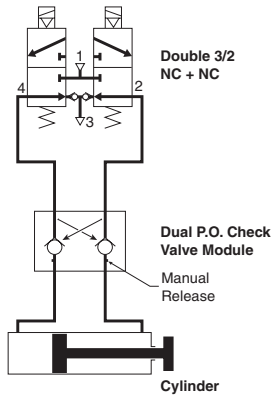 Double 3/2
NC + NC
1
4
2
3
Dual P.O. Check
Valve Module
Manual
Release
Cylinder